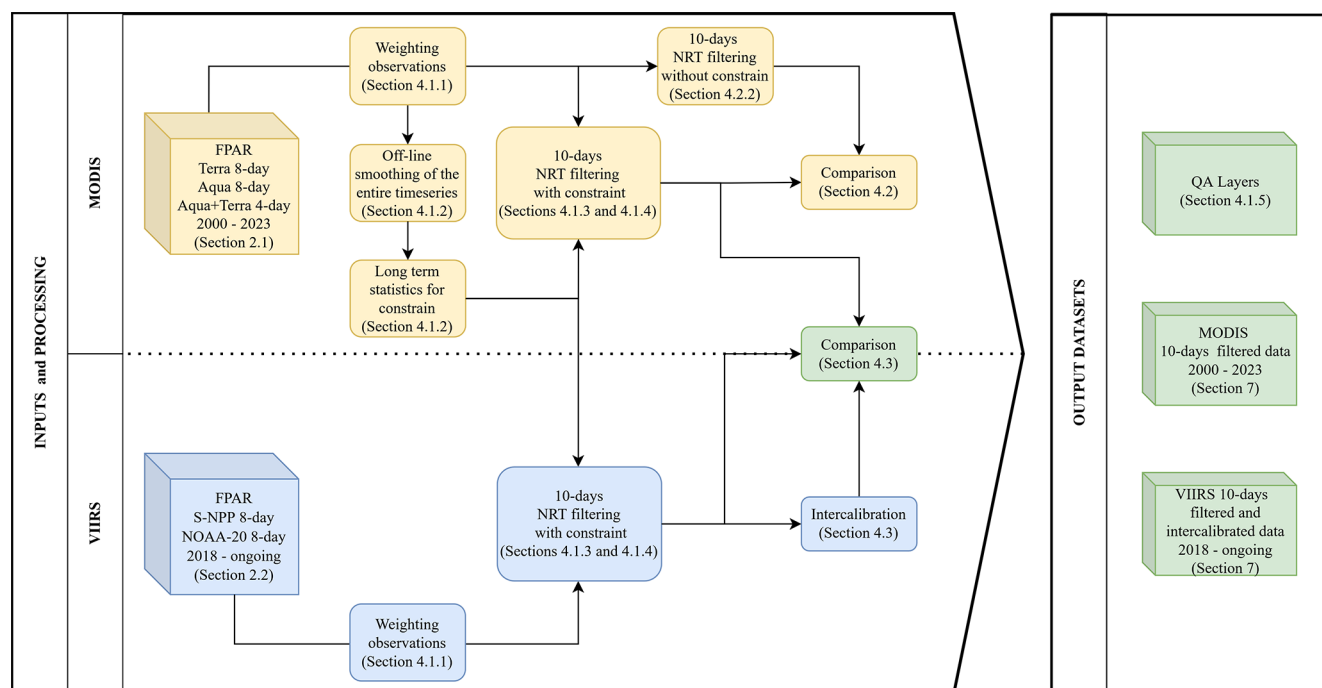 INPUTS and PROCESSING
MODIS
FPAR
Terra 8-day
Aqua 8-day
Aqua+Terra 4-day
2000 - 2023
(Section 2.1)
Weighting
observations
(Section 4.1.1)
Off-line
smoothing of the
entire timeseries
(Section 4.1.2)
Long term
statistics for
constrain
(Section 4.1.2)
10-days
NRT filtering
with constraint
(Sections 4.1.3 and 4.1.4)
10-days
NRT filtering
without constrain
(Section 4.2.2)
Comparison
(Section 4.2)
Comparison
(Section 4.3)
VIIRS
FPAR
S-NPP 8-day
NOAA-20 8-day
2018 - ongoing
(Section 2.2)
Weighting
observations
(Section 4.1.1)
10-days
NRT filtering
with constraint
(Sections 4.1.3 and 4.1.4)
Intercalibration
(Section 4.3)
OUTPUT DATASETS
QA Layers
(Section 4.1.5)
MODIS
10-days filtered data
2000 - 2023
(Section 7)
VIIRS 10-days
filtered and
intercalibrated data
2018 - ongoing
(Section 7)